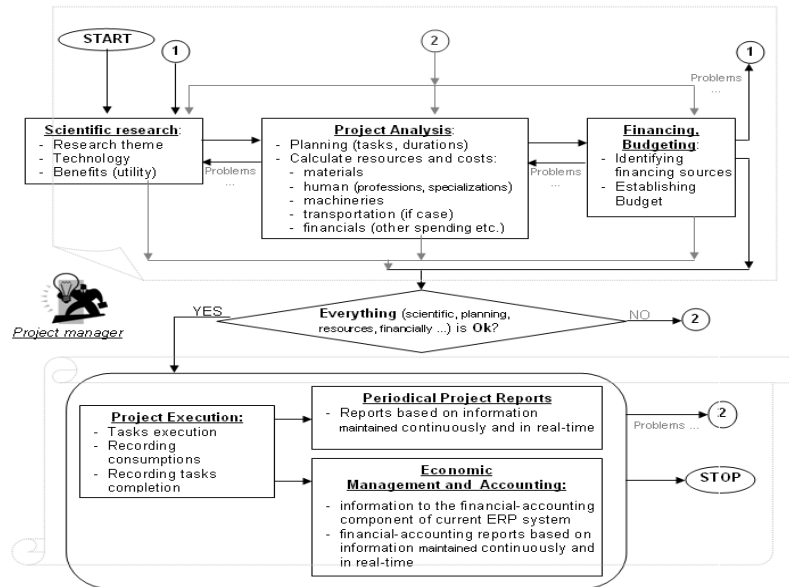 START
1
2
1
Problems
...
Scientific research:
- Research theme
- Technology
- Benefits (utility)
Problems
...
Project Analysis:
- Planning (tasks, durations)
- Calculate resources and costs:
- materials
- human (professions, specializations)
- machineries
- transportation (if case)
- financials (other spending etc.)
Problems
...
Financing,
Budgeting:
- Identifying
financing sources
- Establishing
Budget
Project manager
YES
Everything (scientific, planning,
resources, financially ...) is Ok?
NO
2
Project Execution:
- Tasks execution
- Recording
consumptions
- Recording tasks
completion
Periodical Project Reports
- Reports based on information
maintained continuously and in real-time
Problems ...
2
Economic
Management and Accounting:
- information to the financial-accounting
component of current ERP system
- financial-accounting reports based on
information maintained continuously and
in real-time
STOP